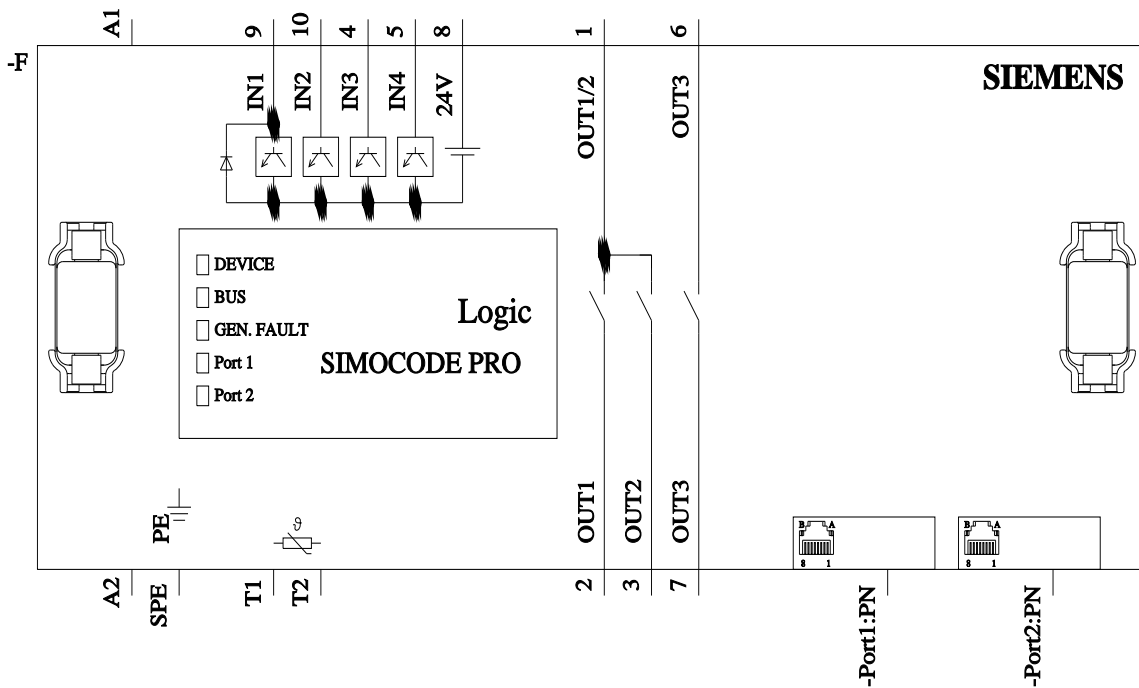 A1
9
10
4
5
8
1
6
-F
IN1
IN2
IN3
IN4
24V
OUT1/2
OUT3
SIEMENS
DEVICE
BUS
GEN. FAULT
Port 1
Port 2
Logic
SIMOCODE PRO
PE
ϑ
OUT1
OUT2
OUT3
B A
8 1
B A
8 1
A2
SPE
T1
T2
2
3
7
-Port1:PN
-Port2:PN